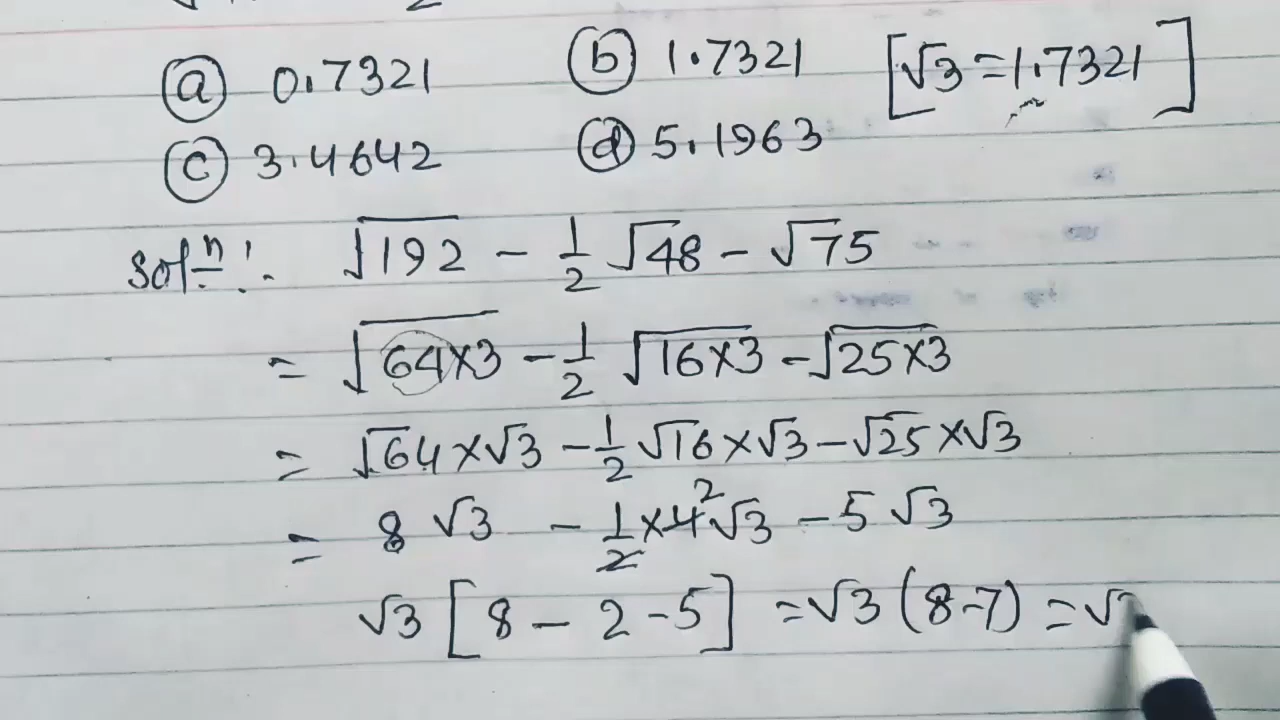 ⓐ 0.7321 ⓑ 1.7321 [√3 = 1.7321]
ⓒ 3.4642 ⓓ 5.1963
Solⁿ:- √192 - 1/2 √48 - √75
= √64×3 - 1/2 √16×3 - √25×3
= √64 × √3 - 1/2 √16 × √3 - √25 × √3
= 8 √3 - 1/2 × 4² √3 - 5 √3
√3 [8 - 2 - 5] = √3 (8-7) = √